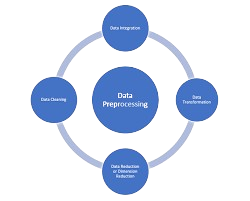 Data Integration
Data
Preprocessing
Data Cleaning
Data
Transformation
Data Reduction
or Dimension
Reduction